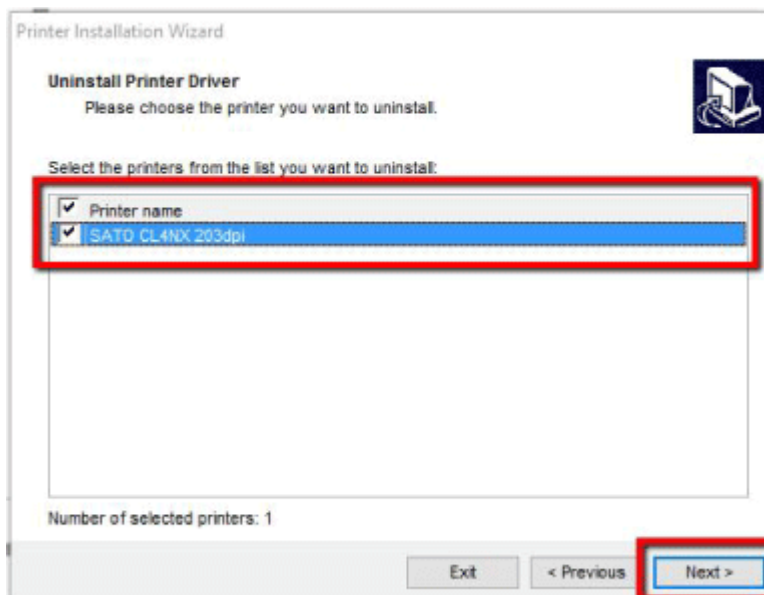 Printer Installation Wizard
Uninstall Printer Driver
Please choose the printer you want to uninstall.
Select the printers from the list you want to uninstall:
Printer name
SATO CL4NX 203dpi
Number of selected printers: 1
Exit
< Previous
Next >